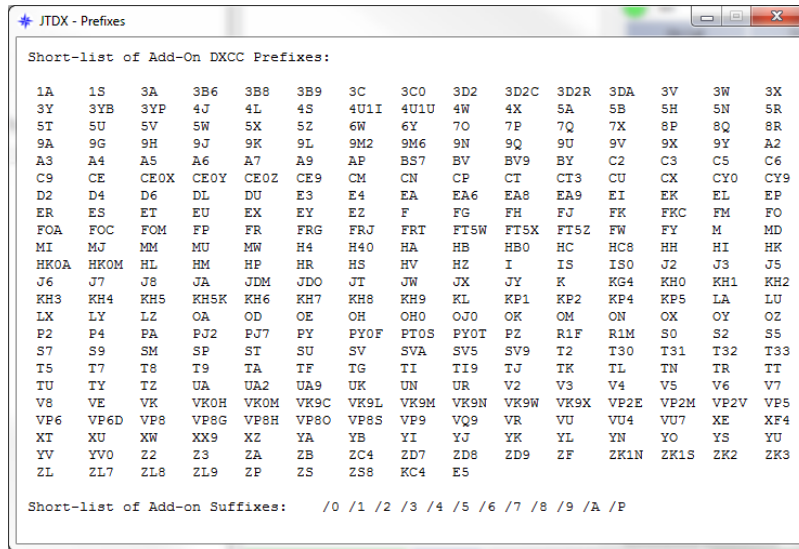 JTDX - Prefixes
Short-list of Add-On DXCC Prefixes:
1A 1S 3A 3B6 3B8 3B9 3C 3C0 3D2 3D2C 3D2R 3DA 3V 3W 3X
3Y 3YB 3YP 4J 4L 4S 4U1I 4U1U 4W 4X 5A 5B 5H 5N 5R
5T 5U 5V 5W 5X 5Z 6W 6Y 7O 7P 7Q 7X 8P 8Q 8R
9A 9G 9H 9J 9K 9L 9M2 9M6 9N 9Q 9U 9V 9X 9Y A2
A3 A4 A5 A6 A7 A9 AP BS7 BV BV9 BY C2 C3 C5 C6
C9 CE CE0X CE0Y CE0Z CE9 CM CN CP CT CT3 CU CX CY0 CY9
D2 D4 D6 DL DU E3 E4 EA EA6 EA8 EA9 EI EK EL EP
ER ES ET EU EX EY EZ F FG FH FJ FK FKC FM FO
FOA FOC FOM FP FR FRG FRJ FRT FT5W FT5X FT5Z FW FY M MD
MI MJ MM MU MW H4 H40 HA HB HB0 HC HC8 HH HI HK
HK0A HK0M HL HM HP HR HS HV HZ I IS IS0 J2 J3 J5
J6 J7 J8 JA JDM JDO JT JW JX JY K KG4 KH0 KH1 KH2
KH3 KH4 KH5 KH5K KH6 KH7 KH8 KH9 KL KP1 KP2 KP4 KP5 LA LU
LX LY LZ OA OD OE OH OH0 OJ0 OK OM ON OX OY OZ
P2 P4 PA PJ2 PJ7 PY PY0F PT0S PY0T PZ R1F R1M S0 S2 S5
S7 S9 SM SP ST SU SV SVA SV5 SV9 T2 T30 T31 T32 T33
T5 T7 T8 T9 TA TF TG TI TI9 TJ TK TL TN TR TT
TU TY TZ UA UA2 UA9 UK UN UR V2 V3 V4 V5 V6 V7
V8 VE VK VK0H VK0M VK9C VK9L VK9M VK9N VK9W VK9X VP2E VP2M VP2V VP5
VP6 VP6D VP8 VP8G VP8H VP8O VP8S VP9 VQ9 VR VU VU4 VU7 XE XF4
XT XU XW XX9 XZ YA YB YI YJ YK YL YN YO YS YU
YV YV0 Z2 Z3 ZA ZB ZC4 ZD7 ZD8 ZD9 ZF ZK1N ZK1S ZK2 ZK3
ZL ZL7 ZL8 ZL9 ZP ZS ZS8 KC4 E5
Short-list of Add-on Suffixes: /0 /1 /2 /3 /4 /5 /6 /7 /8 /9 /A /P